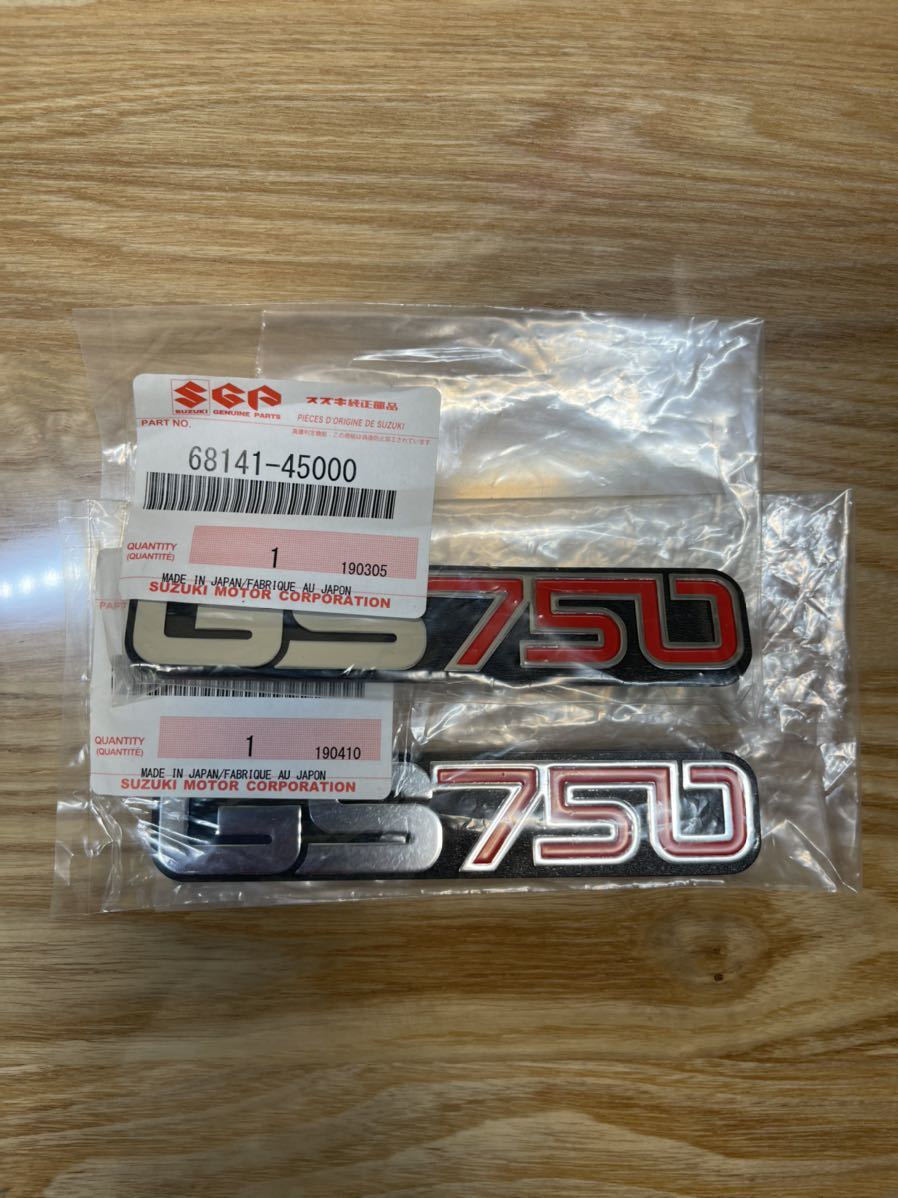 SGP
SUZUKI GENUINE PARTS
スズキ純正部品
PIÈCES D'ORIGINE DE SUZUKI
PART NO.
68141-45000
QUANTITY
(QUANTITÉ)
1
190305
MADE IN JAPAN/FABRIQUE AU JAPON
SUZUKI MOTOR CORPORATION
GS750
QUANTITY
(QUANTITÉ)
1
190410
MADE IN JAPAN/FABRIQUE AU JAPON
SUZUKI MOTOR CORPORATION
GS750